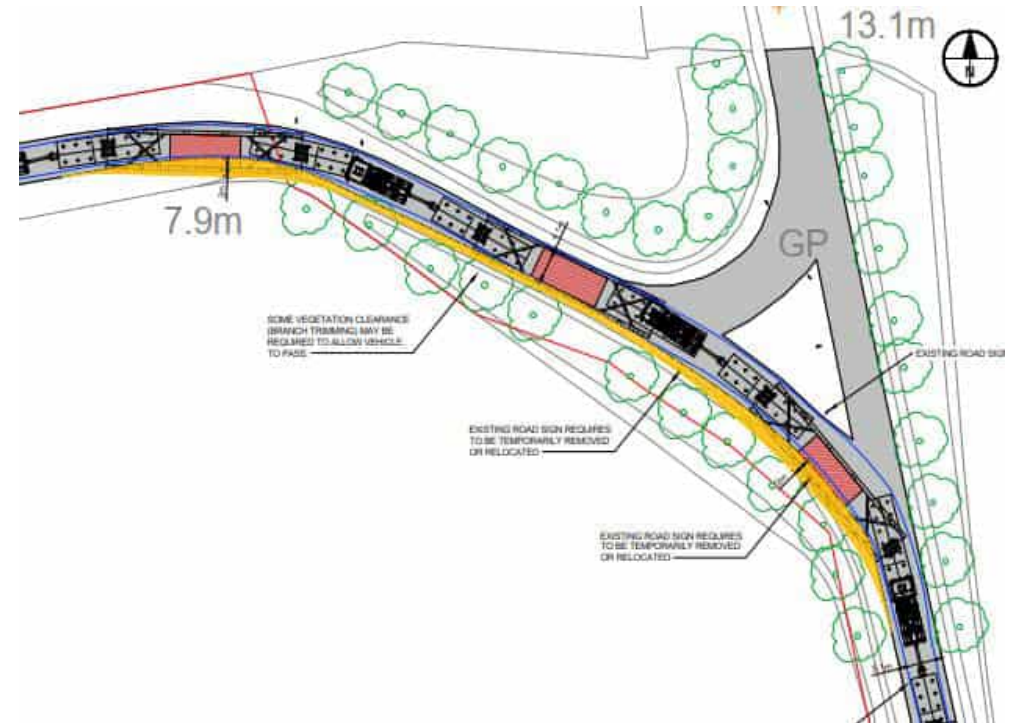 13.1m
N
7.9m
GP
SOME VEGETATION CLEARANCE
(BRANCH TRIMMING) MAY BE
REQUIRED TO ALLOW VEHICLE
TO PASS
EXISTING ROAD SIGN
EXISTING ROAD SIGN REQUIRES
TO BE TEMPORARILY REMOVED
OR RELOCATED
EXISTING ROAD SIGN REQUIRES
TO BE TEMPORARILY REMOVED
OR RELOCATED